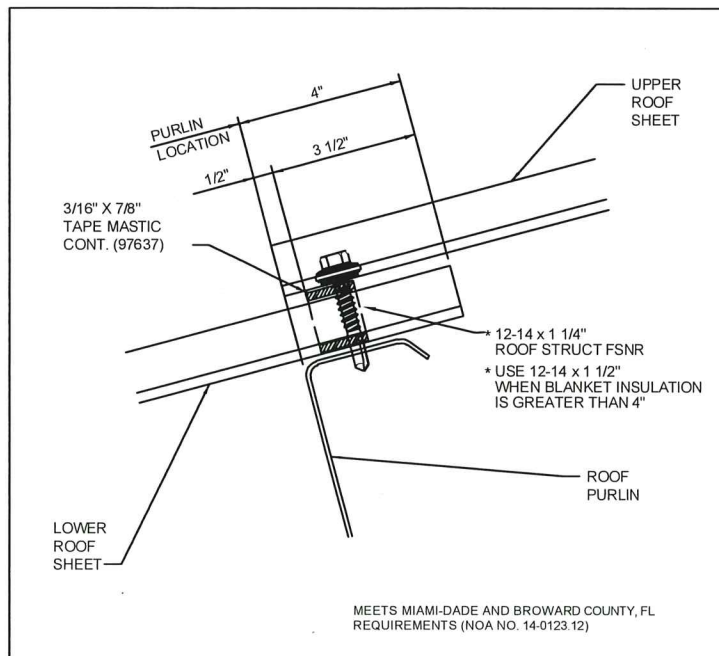 4"
PURLIN
LOCATION
3 1/2"
1/2"
UPPER
ROOF
SHEET
3/16" X 7/8"
TAPE MASTIC
CONT. (97637)
* 12-14 x 1 1/4"
ROOF STRUCT FSNR
* USE 12-14 x 1 1/2"
WHEN BLANKET INSULATION
IS GREATER THAN 4"
ROOF
PURLIN
LOWER
ROOF
SHEET
MEETS MIAMI-DADE AND BROWARD COUNTY, FL
REQUIREMENTS (NOA NO. 14-0123.12)